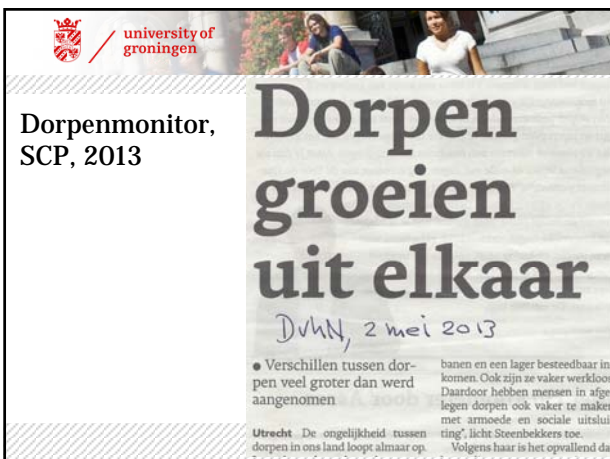 university of
groningen
Dorpenmonitor,
SCP, 2013
Dorpen
groeien
uit elkaar
DvhN, 2 mei 2013
• Verschillen tussen dor-
pen veel groter dan werd
aangenomen
Utrecht De ongelijkheid tussen
dorpen in ons land loopt almaar op.
banen en een lager besteedbaar in
komen. Ook zijn ze vaker werkloos
Daardoor hebben mensen in afge
legen dorpen ook vaker te maken
met armoede en sociale uitslui
ting", licht Steenbekkers toe.
Volgens haar is het opvallend da